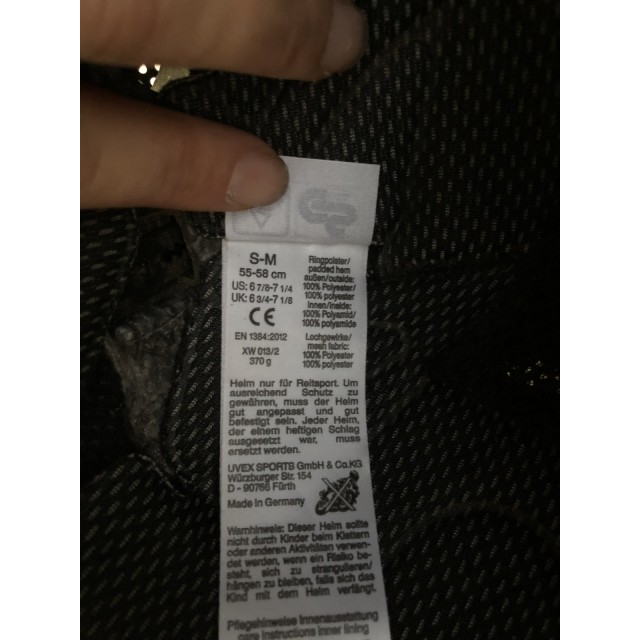 S-M
55-58 cm
US: 6 7/8-7 1/4
UK: 6 3/4-7 1/8
CE
EN 1384:2012
XW 013/2
370 g
Ringpolster/
padded hem
außen/outside:
100% Polyester/
100% polyester
innen/inside:
100% Polyamid/
100% polyamide
Lochgewirke/
mesh fabric:
100% Polyester/
100% polyester
Helm nur für Reitsport. Um
ausreichend Schutz zu
gewähren, muss der Helm
gut angepasst und gut
befestigt sein. Jeder Helm,
der einem heftigen Schlag
ausgesetzt war, muss
ersetzt werden.
UVEX SPORTS GmbH & Co.KG
Würzburger Str. 154
D - 90766 Fürth
Made in Germany
Warnhinweis: Dieser Helm sollte
nicht durch Kinder beim Klettern
oder anderen Aktivitäten verwen-
det werden, wenn ein Risiko be-
steht, sich zu strangulieren/
hängen zu bleiben, falls sich das
Kind mit dem Helm verfängt.
Pflegehinweise Innenausstattung
care instructions inner lining